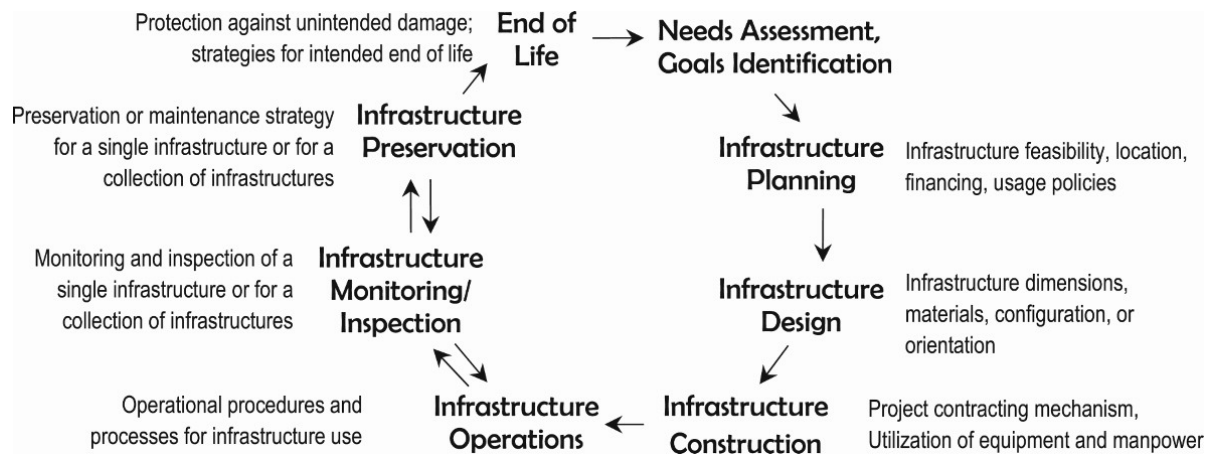 Protection against unintended damage;
strategies for intended end of life
End of
Life
Needs Assessment,
Goals Identification
Preservation or maintenance strategy
for a single infrastructure or for a
collection of infrastructures
Infrastructure
Preservation
Infrastructure
Planning
Infrastructure feasibility, location,
financing, usage policies
Monitoring and inspection of a
single infrastructure or for a
collection of infrastructures
Infrastructure
Monitoring/
Inspection
Infrastructure
Design
Infrastructure dimensions,
materials, configuration, or
orientation
Operational procedures and
processes for infrastructure use
Infrastructure
Operations
Infrastructure
Construction
Project contracting mechanism,
Utilization of equipment and manpower